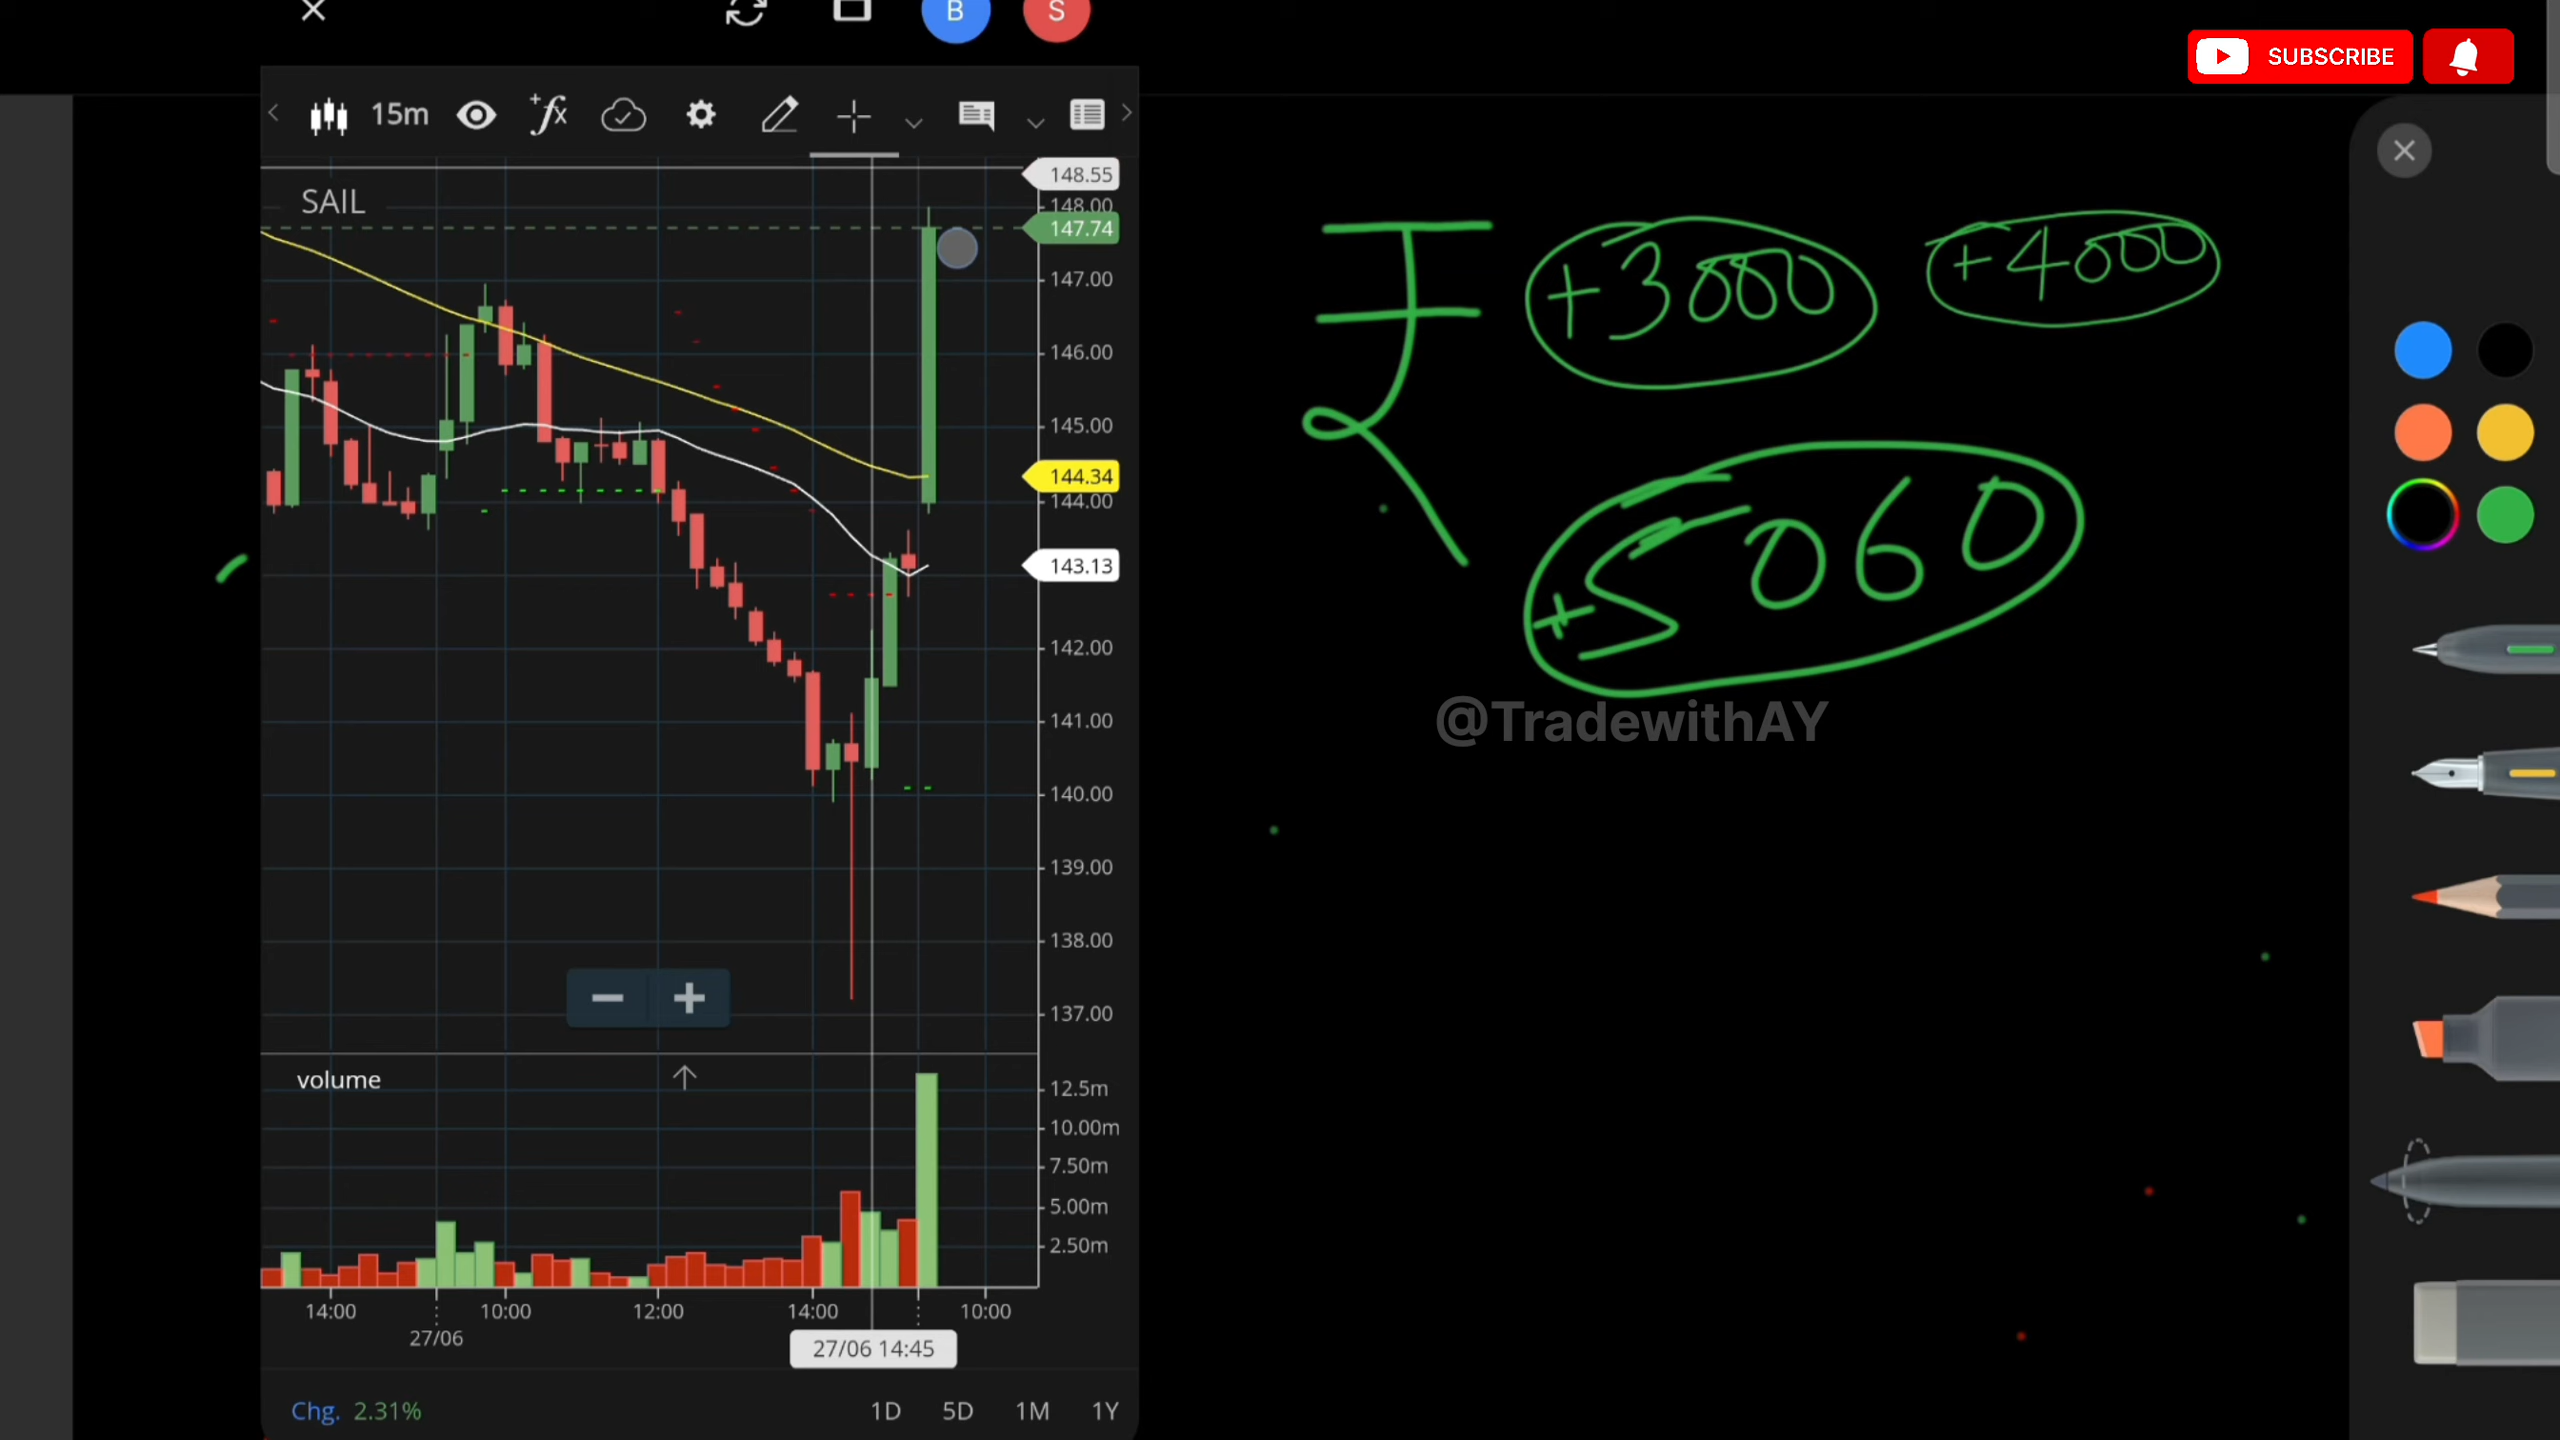 B S
SUBSCRIBE
15m fx
SAIL
148.55
148.00
147.74
147.00
146.00
145.00
144.34
144.00
143.13
142.00
141.00
140.00
139.00
138.00
137.00
volume
12.5m
10.00m
7.50m
5.00m
2.50m
14:00 10:00 12:00 14:00 10:00
27/06
27/06 14:45
Chg. 2.31% 1D 5D 1M 1Y
₹ +3000 +4000
+5060
@TradewithAY